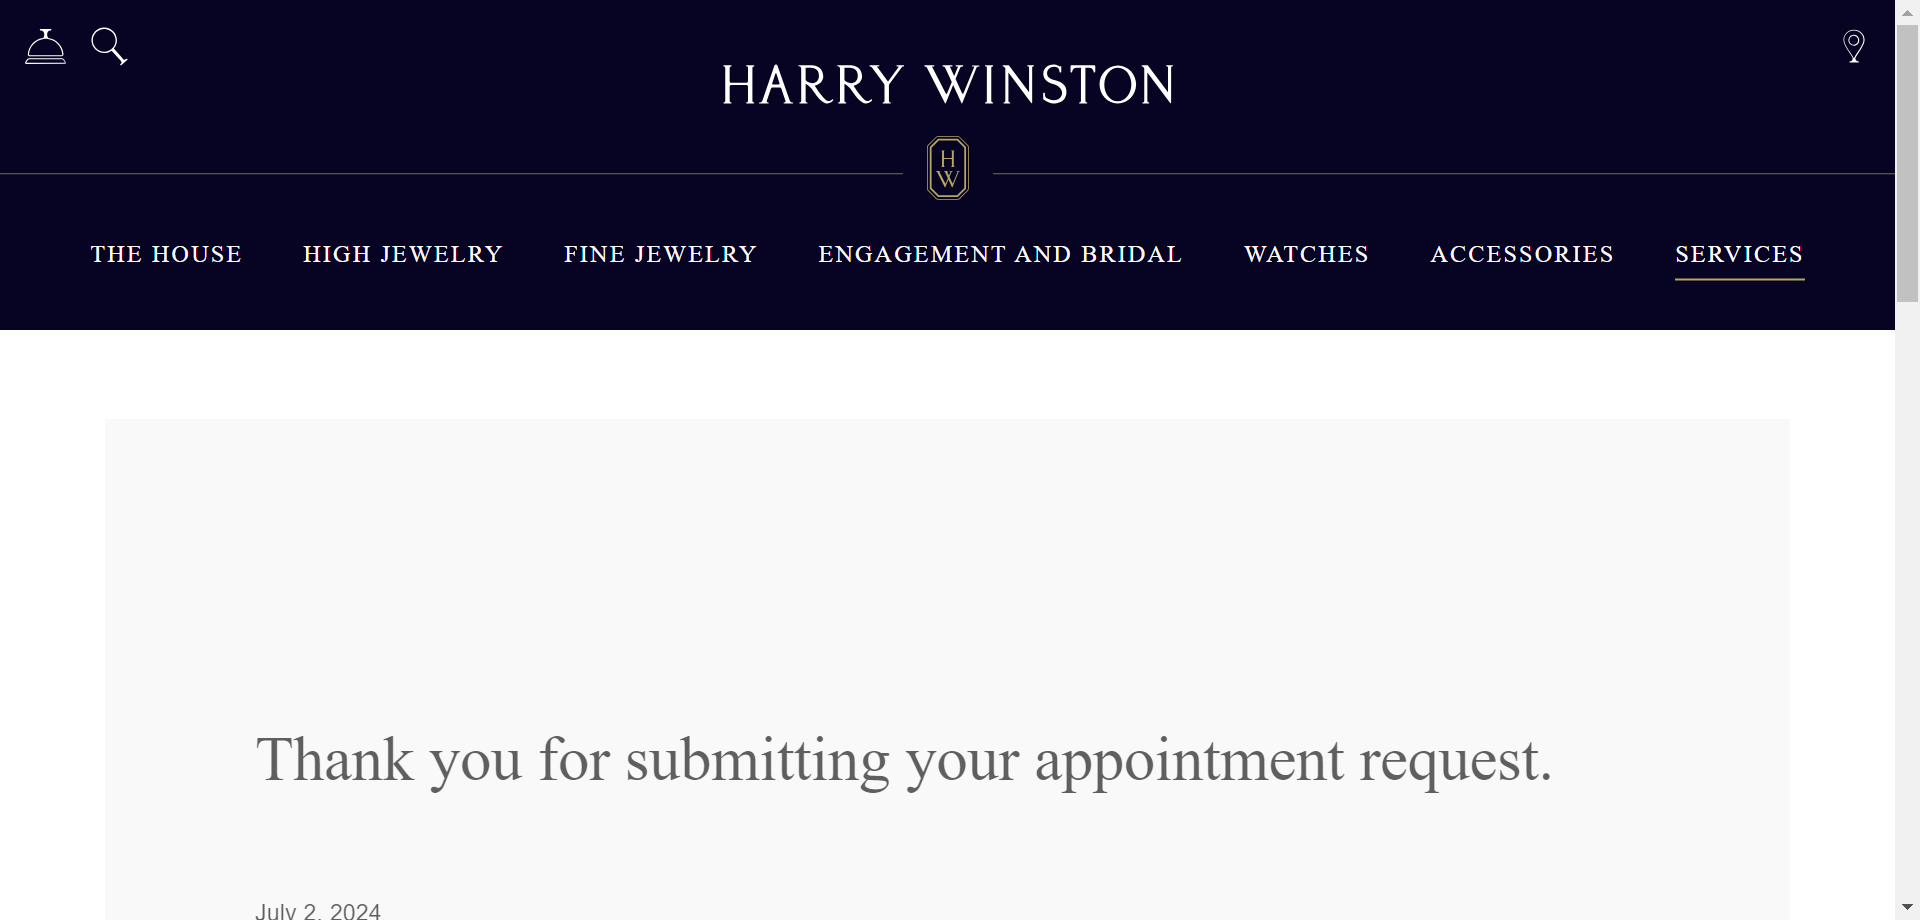 HARRY WINSTON
H
W
THE HOUSE HIGH JEWELRY FINE JEWELRY ENGAGEMENT AND BRIDAL WATCHES ACCESSORIES SERVICES
Thank you for submitting your appointment request.
July 2, 2024